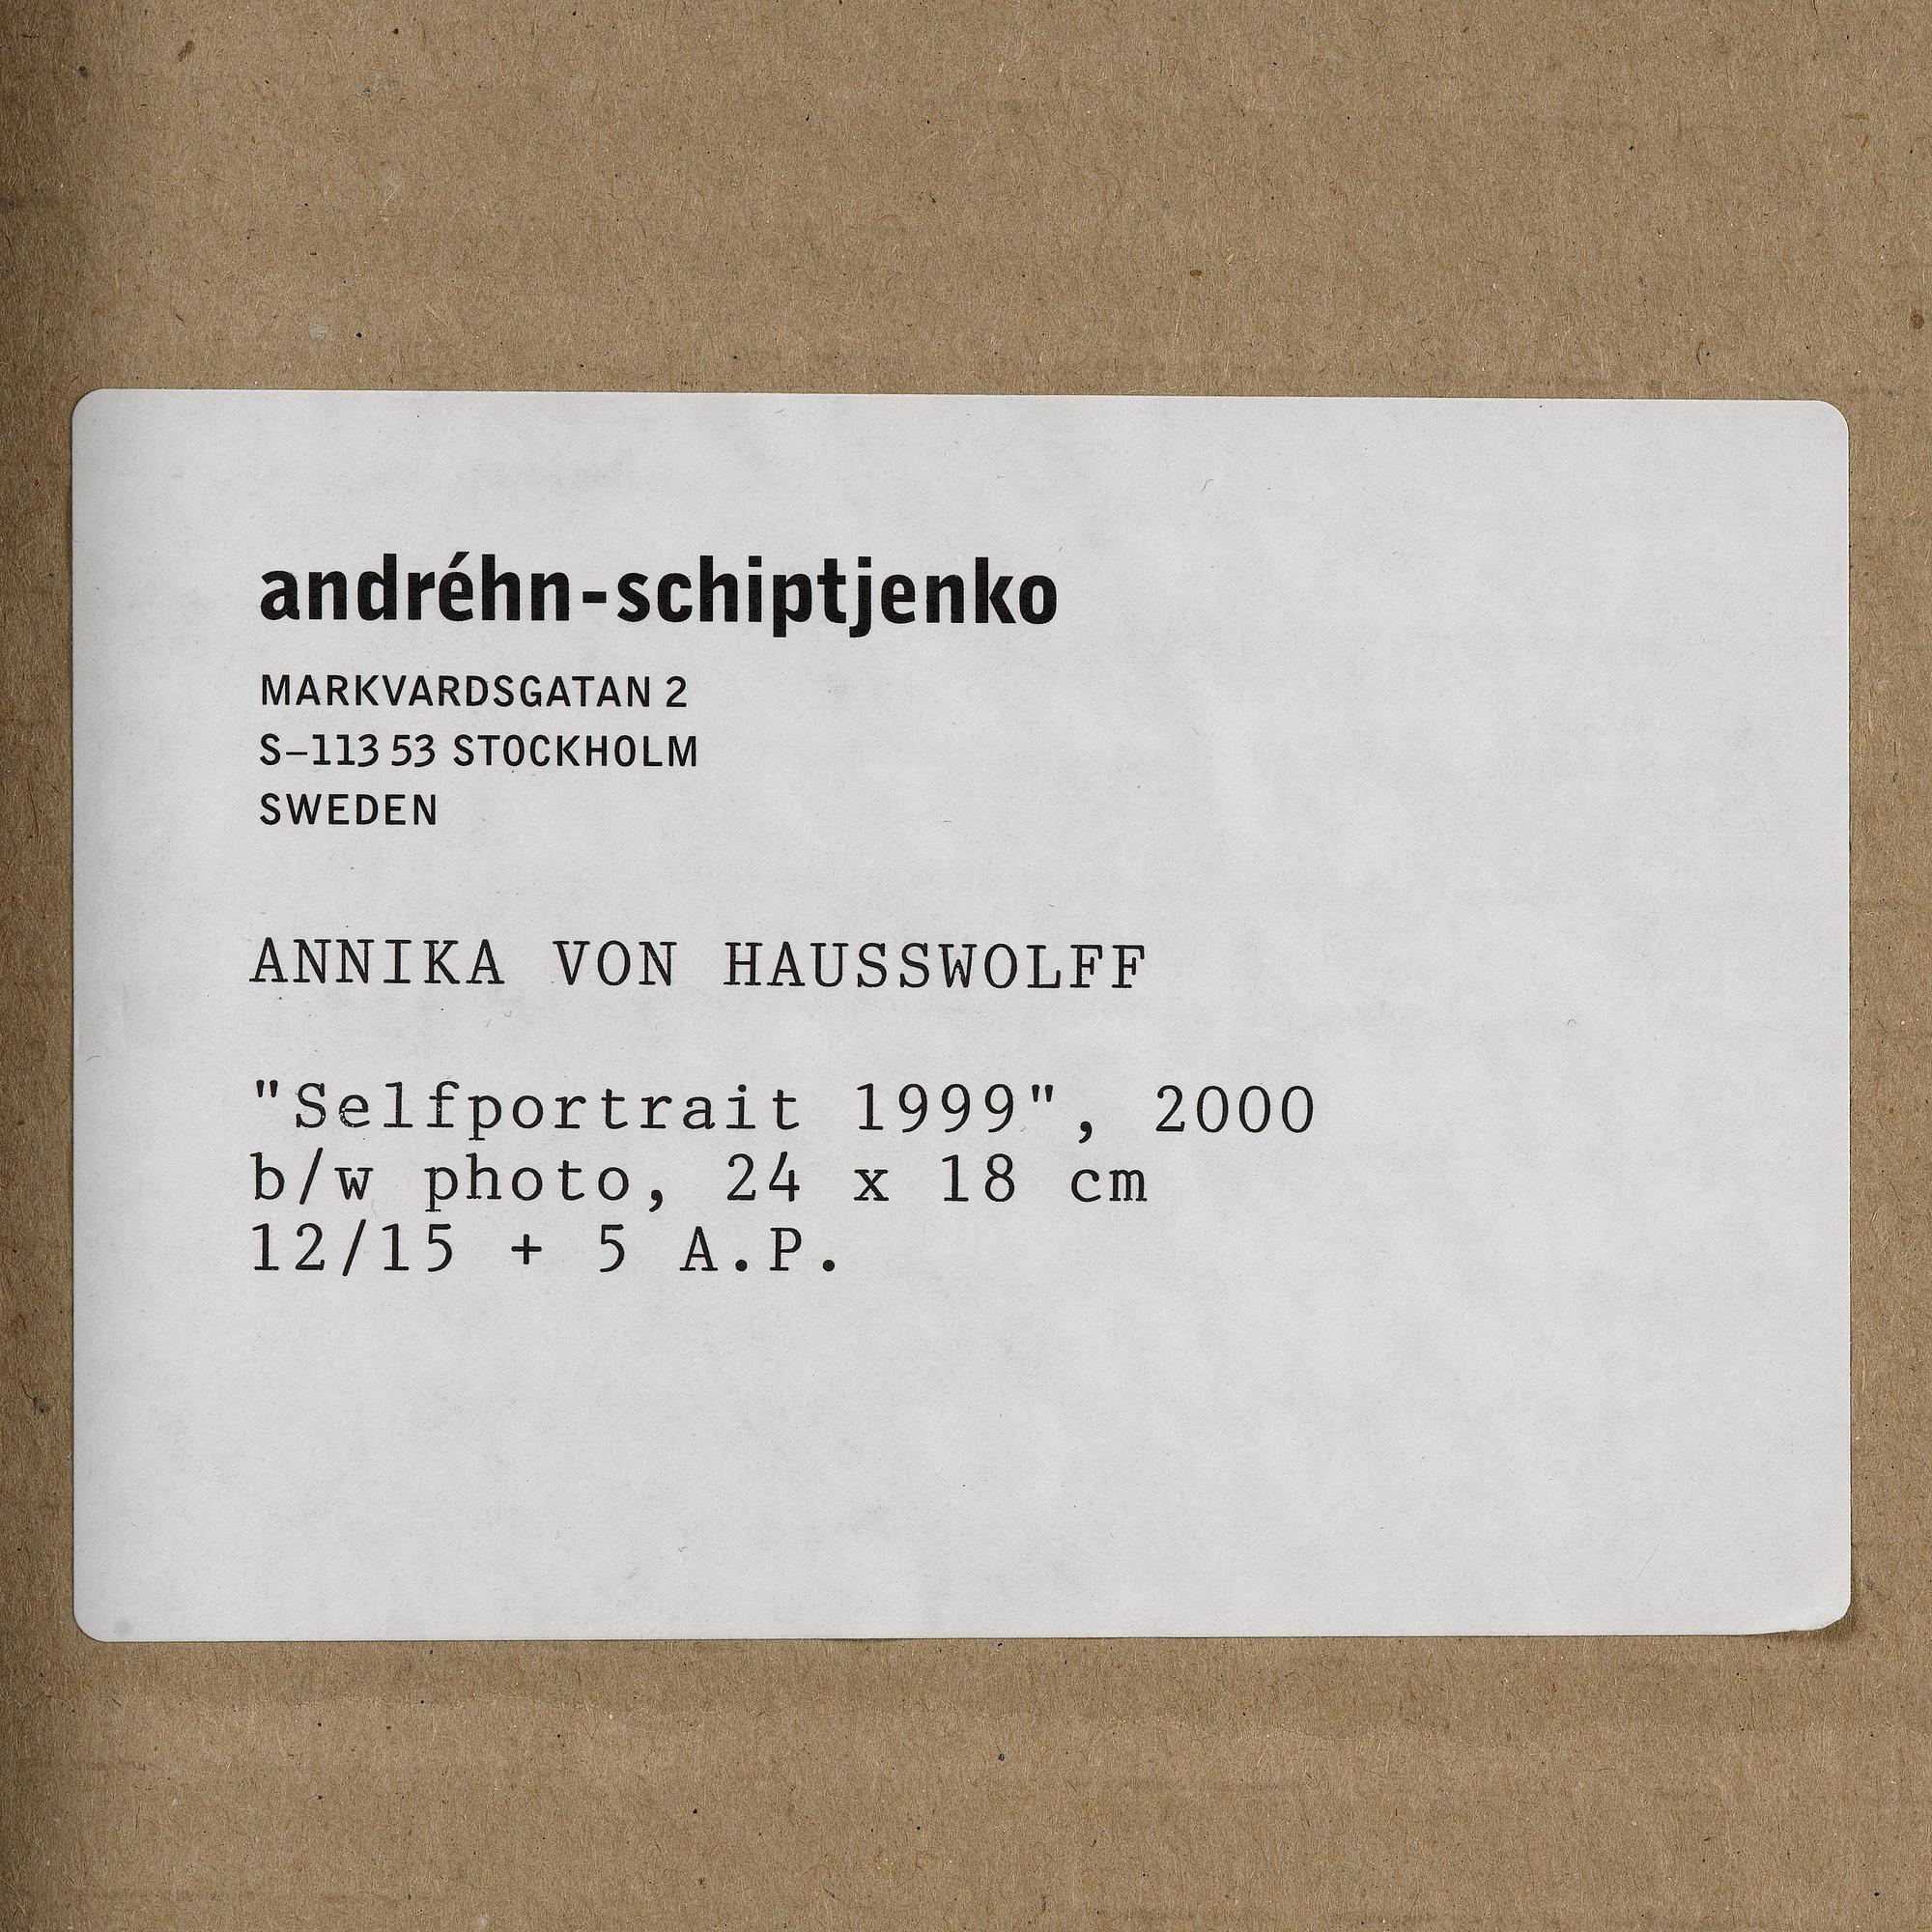 andréhn-schiptjenko
MARKVARDSGATAN 2
S–113 53 STOCKHOLM
SWEDEN
ANNIKA VON HAUSSWOLFF
"Selfportrait 1999", 2000
b/w photo, 24 x 18 cm
12/15 + 5 A.P.